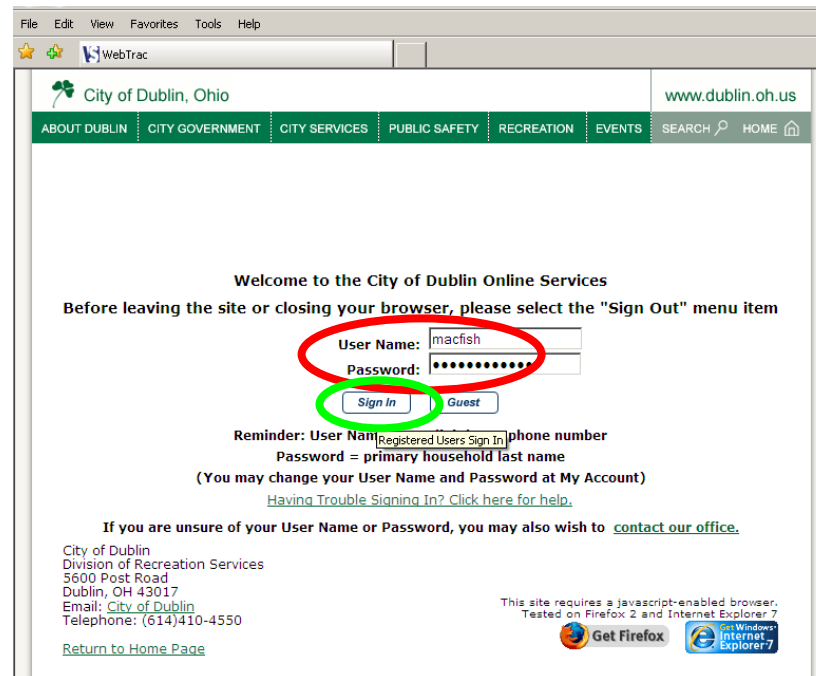 File Edit View Favorites Tools Help
WebTrac
City of Dublin, Ohio www.dublin.oh.us
ABOUT DUBLIN CITY GOVERNMENT CITY SERVICES PUBLIC SAFETY RECREATION EVENTS SEARCH HOME
Welcome to the City of Dublin Online Services
Before leaving the site or closing your browser, please select the "Sign Out" menu item
User Name: macfish
Password: ••••••••••••
Sign In Guest
Reminder: User Nam phone number
Registered Users Sign In
Password = primary household last name
(You may change your User Name and Password at My Account)
Having Trouble Signing In? Click here for help.
If you are unsure of your User Name or Password, you may also wish to contact our office.
City of Dublin
Division of Recreation Services
5600 Post Road
Dublin, OH 43017
Email: City of Dublin
Telephone: (614)410-4550
Return to Home Page
This site requires a javascript-enabled browser.
Tested on Firefox 2 and Internet Explorer 7
Get Firefox
Get Windows
Internet
Explorer 7